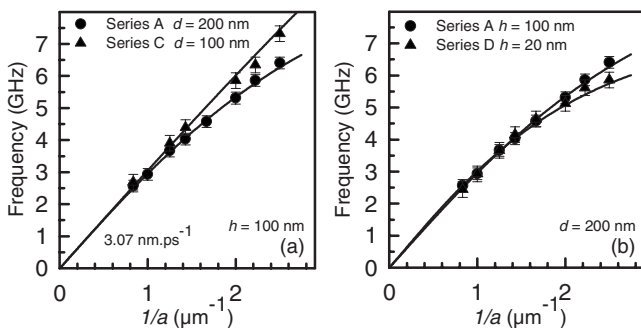 Series A d = 200 nm
Series C d = 100 nm
7
6
5
4
3
2
1
0
Frequency (GHz)
3.07 nm.ps-1
h = 100 nm
(a)
0
1
2
1/a (μm-1)
Series A h = 100 nm
Series D h = 20 nm
7
6
5
4
3
2
1
0
Frequency (GHz)
d = 200 nm
(b)
0
1
2
1/a (μm-1)